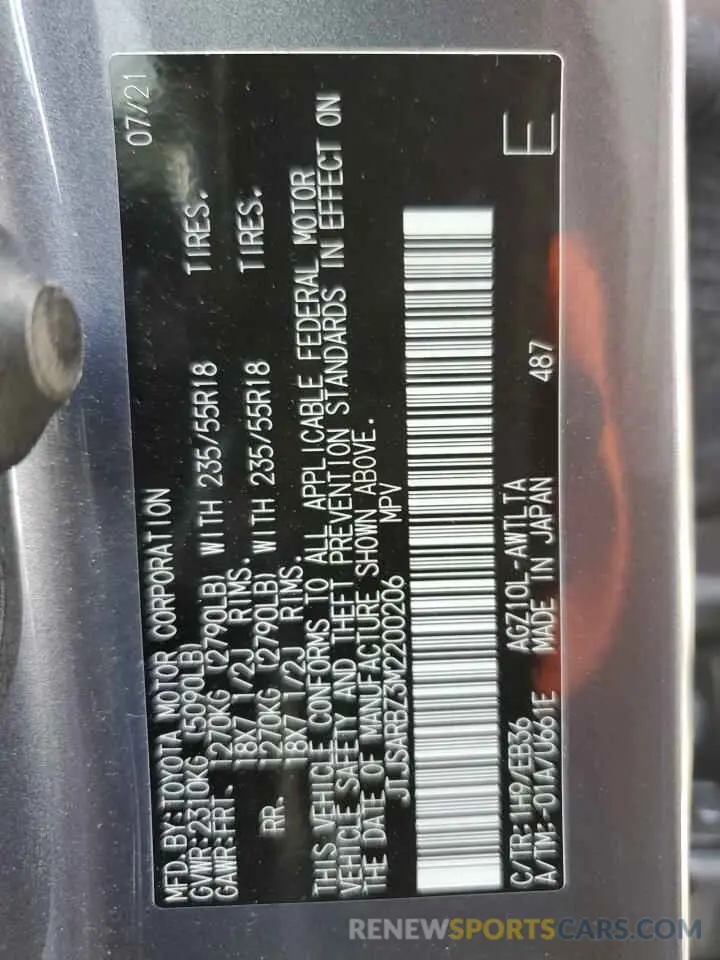 MFD.BY:TOYOTA MOTOR CORPORATION 07/21
GVWR:2310KG (5090LB)
GAWR:FRT. 1270KG (2790LB) WITH 235/55R18 TIRES.
18X7 1/2J RIMS.
RR. 1270KG (2790LB) WITH 235/55R18 TIRES.
18X7 1/2J RIMS.
THIS VEHICLE CONFORMS TO ALL APPLICABLE FEDERAL MOTOR
VEHICLE SAFETY AND THEFT PREVENTION STANDARDS IN EFFECT ON
THE DATE OF MANUFACTURE SHOWN ABOVE.
JTJSARBZ3M2200206 MPV
C/TR:1H9/EB36 AGZ10L-AWTLTA E
A/TM:-01A/U661E MADE IN JAPAN 487
RENEWSPORTSCARS.COM